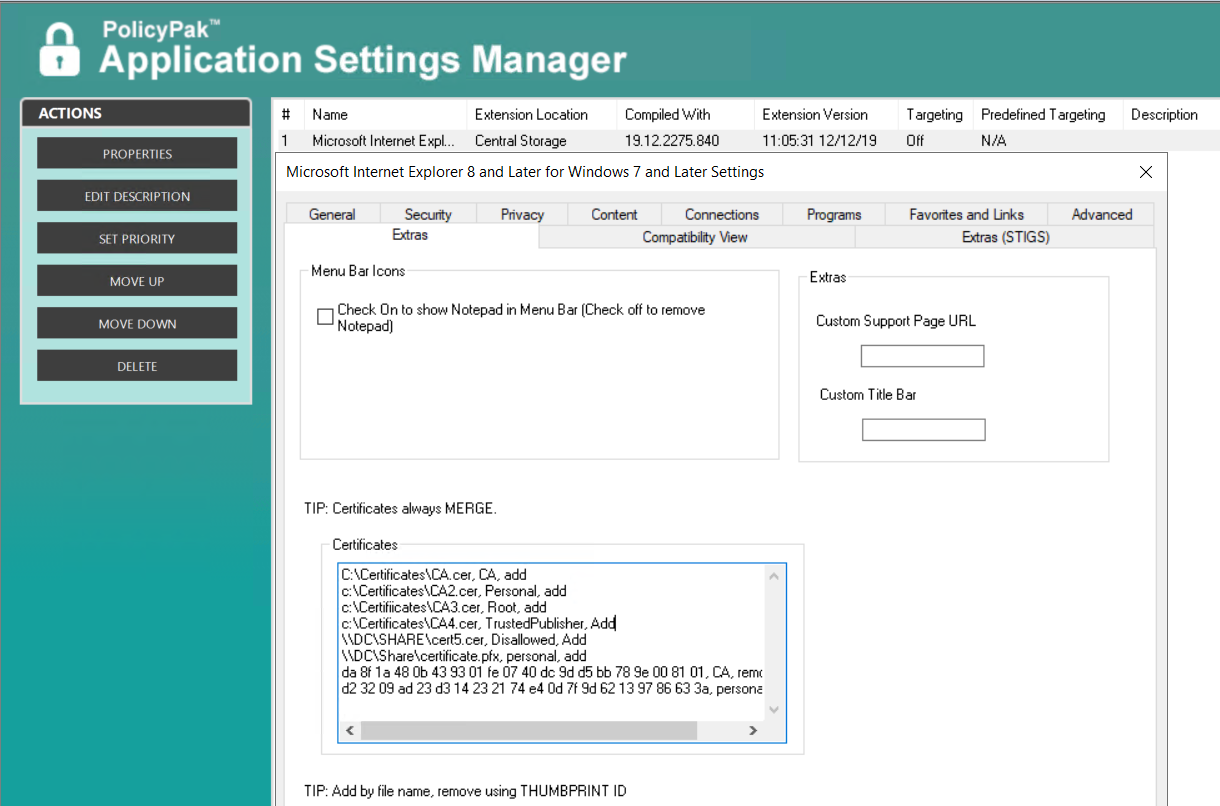 PolicyPak™
Application Settings Manager
ACTIONS
PROPERTIES
EDIT DESCRIPTION
SET PRIORITY
MOVE UP
MOVE DOWN
DELETE
# Name Extension Location Compiled With Extension Version Targeting Predefined Targeting Description
1 Microsoft Internet Expl... Central Storage 19.12.2275.840 11:05:31 12/12/19 Off N/A
Microsoft Internet Explorer 8 and Later for Windows 7 and Later Settings
General Security Privacy Content Connections Programs Favorites and Links Advanced
Extras Compatibility View Extras (STIGS)
Menu Bar Icons
Check On to show Notepad in Menu Bar (Check off to remove
Notepad)
Extras
Custom Support Page URL
Custom Title Bar
TIP: Certificates always MERGE.
Certificates
C:\Certificates\CA.cer, CA, add
c:\Certificates\CA2.cer, Personal, add
c:\Certifiicates\CA3.cer, Root, add
c:\Certificates\CA4.cer, TrustedPublisher, Add
\\DC\SHARE\cert5.cer, Disallowed, Add
\\DC\Share\certificate.pfx, personal, add
da 8f 1a 48 0b 43 93 01 fe 07 40 dc 9d d5 bb 78 9e 00 81 01, CA, remo
d2 32 09 ad 23 d3 14 23 21 74 e4 0d 7f 9d 62 13 97 86 63 3a, persona
TIP: Add by file name, remove using THUMBPRINT ID